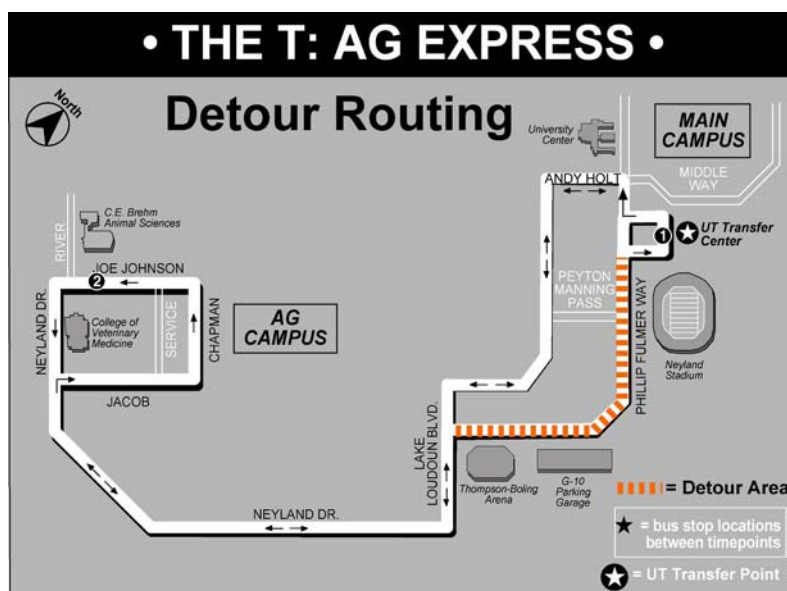 • THE T: AG EXPRESS •
North
Detour Routing
University
Center
MAIN
CAMPUS
MIDDLE
WAY
ANDY HOLT
C.E. Brehm
Animal Sciences
RIVER
1
UT Transfer
Center
JOE JOHNSON
2
PEYTON
MANNING
PASS
NEYLAND DR.
College of
Veterinary
Medicine
SERVICE
CHAPMAN
AG
CAMPUS
PHILLIP FULMER WAY
Neyland
Stadium
JACOB
LAKE
LOUDOUN BLVD.
Thompson-Boling
Arena
G-10
Parking
Garage
= Detour Area
NEYLAND DR.
= bus stop locations
between timepoints
= UT Transfer Point